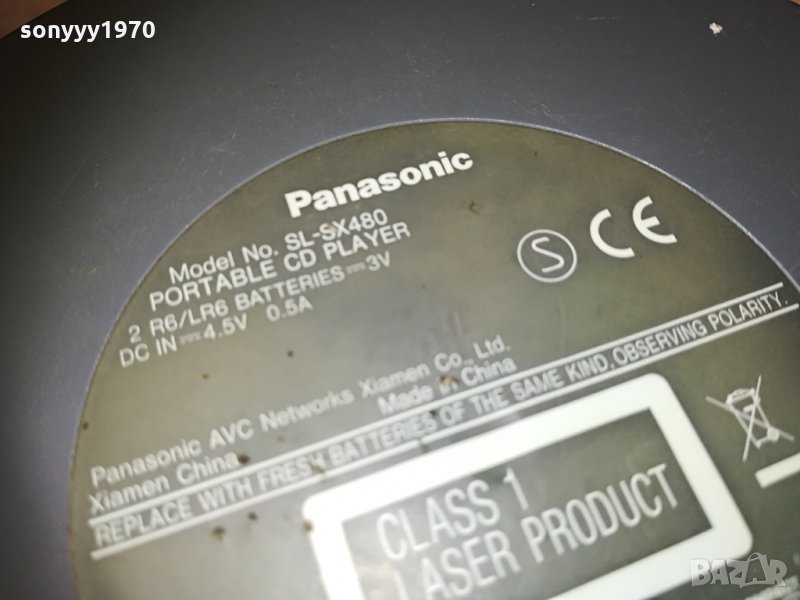 sonyyy1970
Panasonic
Model No. SL-SX480
PORTABLE CD PLAYER
2 R6/LR6 BATTERIES ⎓ 3V
DC IN ⎓ 4.5V 0.5A
S CE
Panasonic AVC Networks Xiamen Co., Ltd.
Xiamen China
Made in China
REPLACE WITH FRESH BATTERIES OF THE SAME KIND, OBSERVING POLARITY.
CLASS 1
LASER PRODUCT
BAZAR